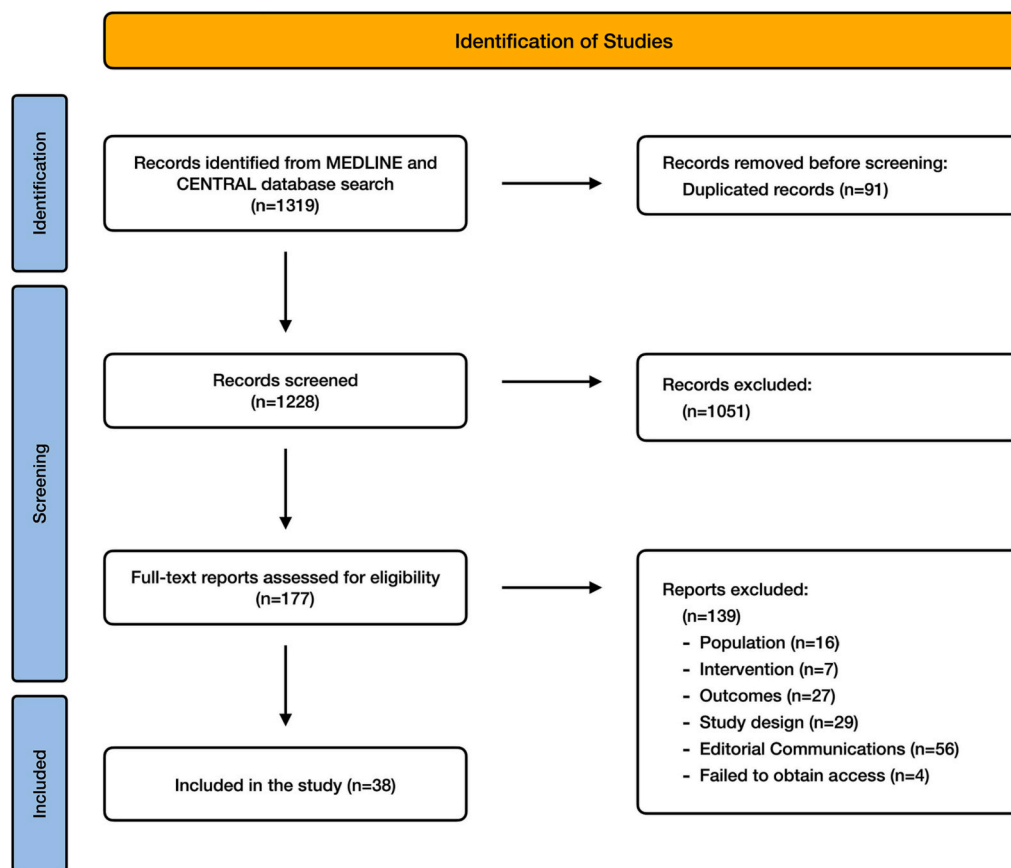 Identification of Studies
Identification
Records identified from MEDLINE and
CENTRAL database search
(n=1319)
Records removed before screening:
Duplicated records (n=91)
Screening
Records screened
(n=1228)
Records excluded:
(n=1051)
Full-text reports assessed for eligibility
(n=177)
Reports excluded:
(n=139)
- Population (n=16)
- Intervention (n=7)
- Outcomes (n=27)
- Study design (n=29)
- Editorial Communications (n=56)
- Failed to obtain access (n=4)
Included
Included in the study (n=38)